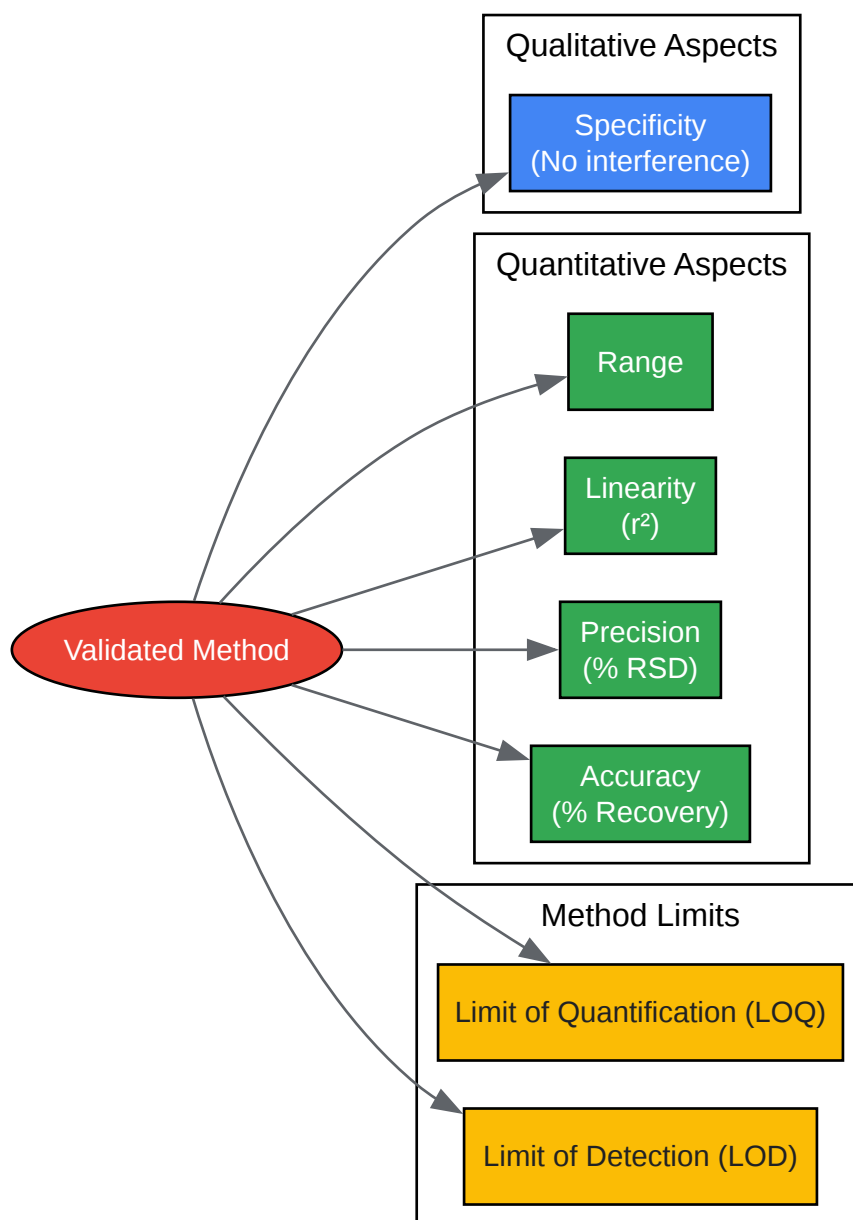 Qualitative Aspects
Specificity
(No interference)
Quantitative Aspects
Range
Linearity
(r²)
Validated Method
Precision
(% RSD)
Accuracy
(% Recovery)
Method Limits
Limit of Quantification (LOQ)
Limit of Detection (LOD)